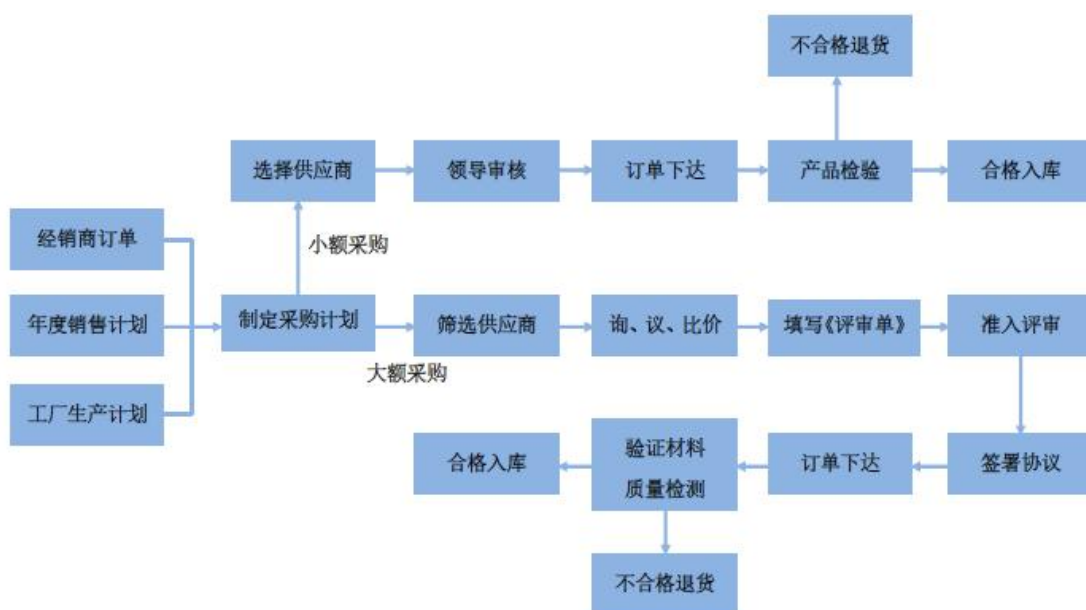 不合格退货
选择供应商
领导审核
订单下达
产品检验
合格入库
经销商订单
小额采购
年度销售计划
制定采购计划
筛选供应商
询、议、比价
填写《评审单》
准入评审
大额采购
工厂生产计划
合格入库
验证材料
质量检测
订单下达
签署协议
不合格退货